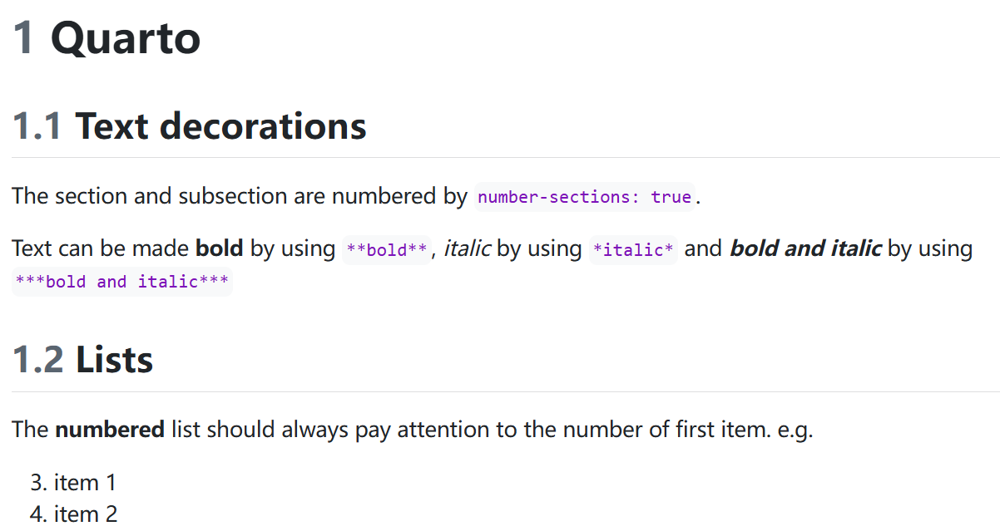 1 Quarto
1.1 Text decorations
The section and subsection are numbered by number-sections: true.
Text can be made bold by using **bold**, italic by using *italic* and bold and italic by using
***bold and italic***
1.2 Lists
The numbered list should always pay attention to the number of first item. e.g.
3. item 1
4. item 2